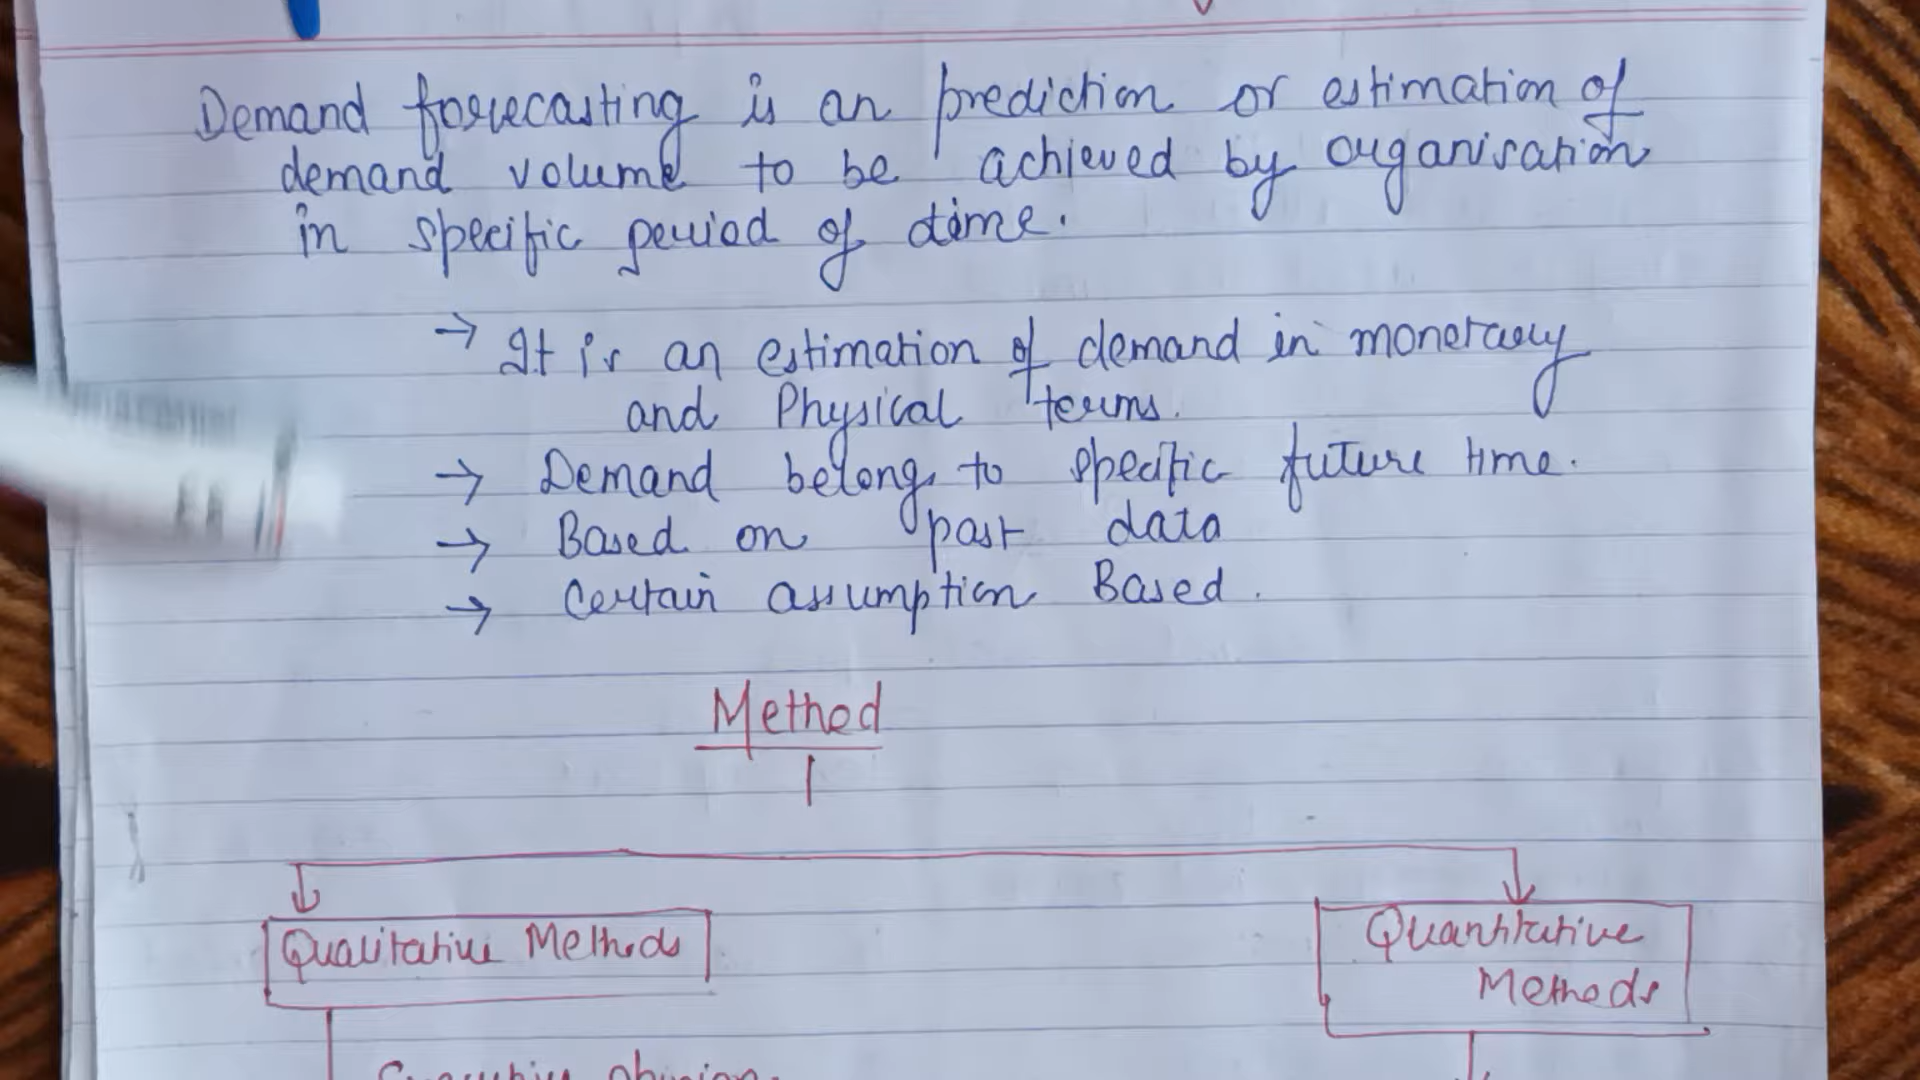 Demand forecasting is an prediction or estimation of
demand volume to be achieved by organisation
in specific period of time.
→ It is an estimation of demand in monetary
and Physical terms.
→ Demand belong to specific future time.
→ Based on past data
→ Certain assumption Based.
Method
Qualitative Methods
Quantitative
Methods
Executive opinion.